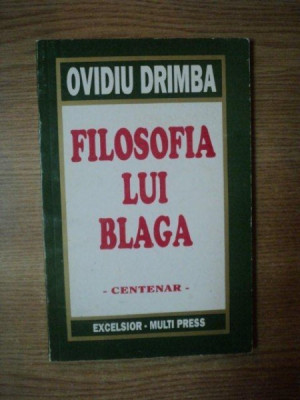 OVIDIU DRIMBA
FILOSOFIA
LUI
BLAGA
- CENTENAR -
EXCELSIOR - MULTI PRESS